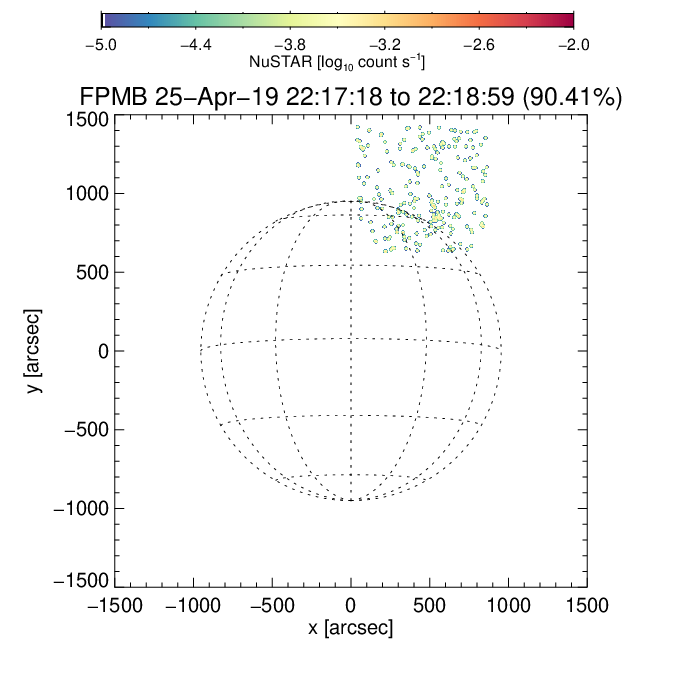 −5.0 −4.4 −3.8 −3.2 −2.6 −2.0
NuSTAR [log₁₀ count s⁻¹]
FPMB 25−Apr−19 22:17:18 to 22:18:59 (90.41%)
1500
1000
500
0
−500
−1000
−1500
y [arcsec]
−1500 −1000 −500 0 500 1000 1500
x [arcsec]